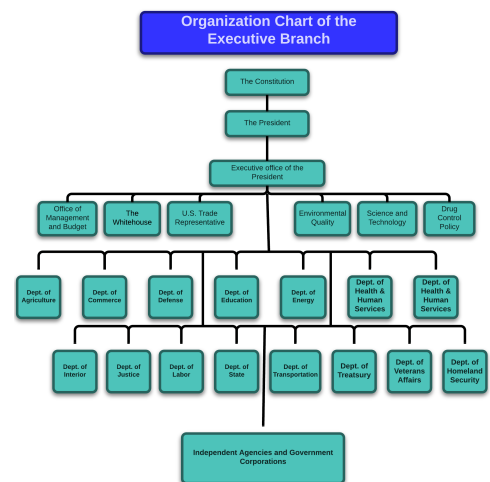 Organization Chart of the
Executive Branch
The Constitution
The President
Executive office of the
President
Office of
Management
and Budget
The
Whitehouse
U.S. Trade
Representative
Environmental
Quality
Science and
Technology
Drug
Control
Policy
Dept. of
Agriculture
Dept. of
Commerce
Dept. of
Defense
Dept. of
Education
Dept. of
Energy
Dept. of
Health &
Human
Services
Dept. of
Health &
Human
Services
Dept. of
Interior
Dept. of
Justice
Dept. of
Labor
Dept. of
State
Dept. of
Transportation
Dept. of
Treatsury
Dept. of
Veterans
Affairs
Dept. of
Homeland
Security
Independent Agencies and Government
Corporations